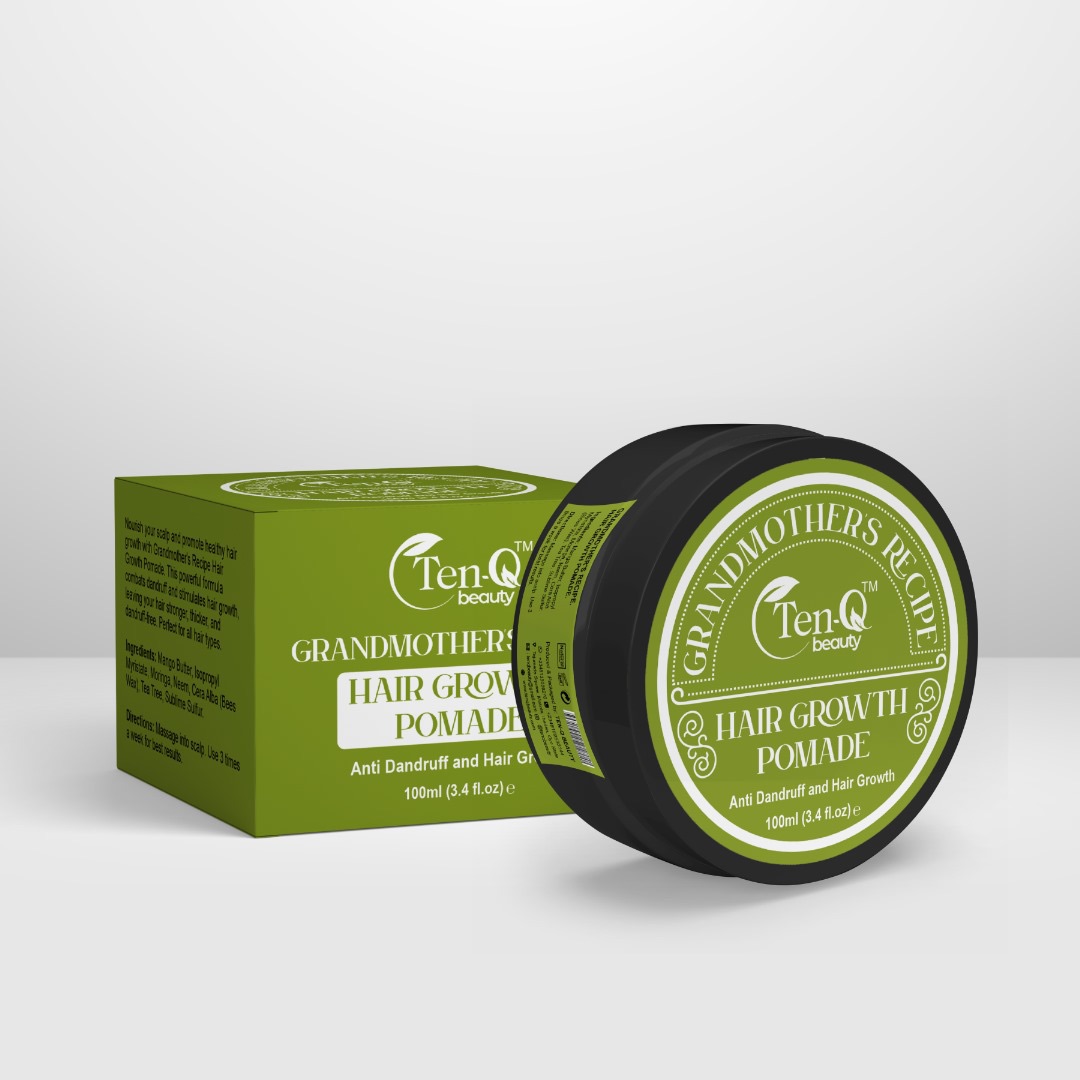 Nourish your scalp and promote healthy hair
growth with Grandmother's Recipe Hair
Growth Pomade. This powerful formula
combats dandruff and stimulates hair growth,
leaving your hair stronger, thicker, and
dandruff-free. Perfect for all hair types.
Ingredients: Mango Butter, Isopropyl
Myristate, Moringa, Neem, Cera Alba (Bees
Wax), Tea Tree, Sublime Sulfur,
Directions: Massage into scalp. Use 3 times
a week for best results.
Ten-Q™
beauty
GRANDMOTHER'S
HAIR GROW
POMADE
Anti Dandruff and Hair Gr
100ml (3.4 fl.oz) e
GRANDMOTHER'S RECIPE
HAIR GROWTH POMADE.
GRANDMOTHER'S RECIPE
Ten-Q™
beauty
HAIR GROWTH
POMADE
Anti Dandruff and Hair Growth
100ml (3.4 fl.oz) e